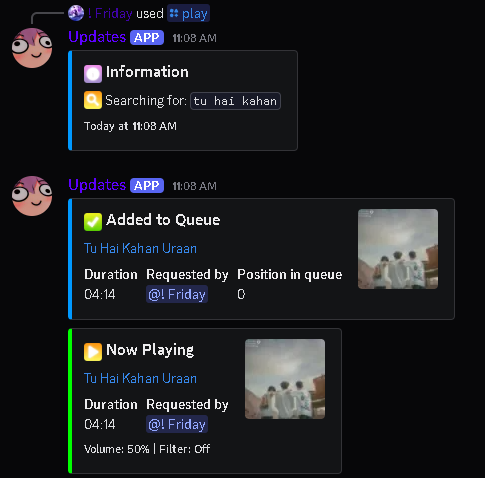 ! Friday used play
Updates APP 11:08 AM
Information
Searching for: tu hai kahan
Today at 11:08 AM
Updates APP 11:08 AM
Added to Queue
Tu Hai Kahan Uraan
Duration Requested by Position in queue
04:14 @! Friday 0
Now Playing
Tu Hai Kahan Uraan
Duration Requested by
04:14 @! Friday
Volume: 50% | Filter: Off